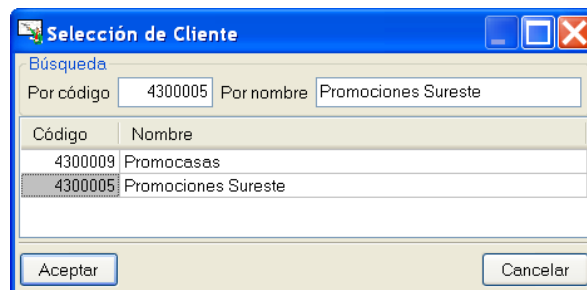 Selección de Cliente
Búsqueda
Por código 4300005 Por nombre Promociones Sureste
Código Nombre
4300009 Promocasas
4300005 Promociones Sureste
Aceptar Cancelar